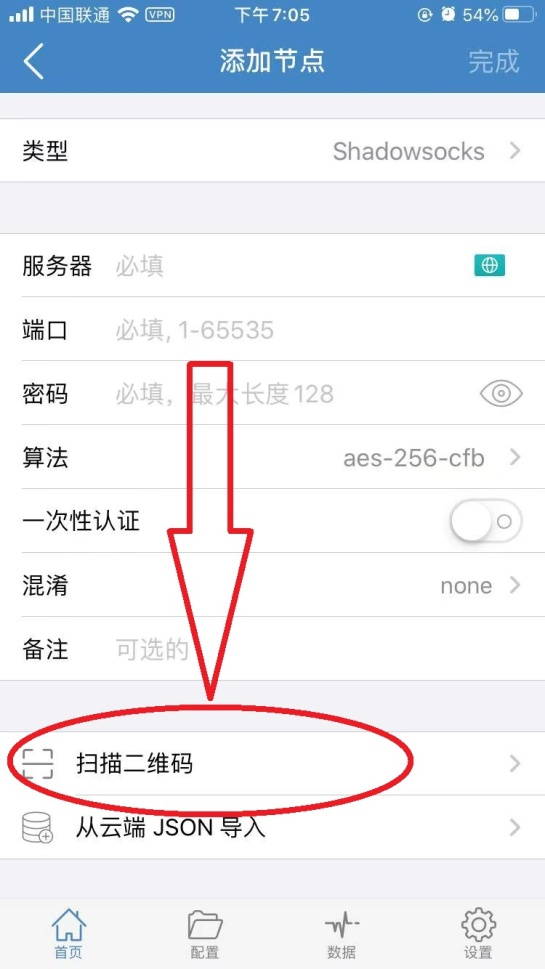 中国联通 VPN 下午7:05 54%
添加节点 完成
类型 Shadowsocks
服务器 必填
端口 必填, 1-65535
密码 必填，最大长度128
算法 aes-256-cfb
一次性认证
混淆 none
备注 可选的
扫描二维码
从云端 JSON 导入
首页 配置 数据 设置